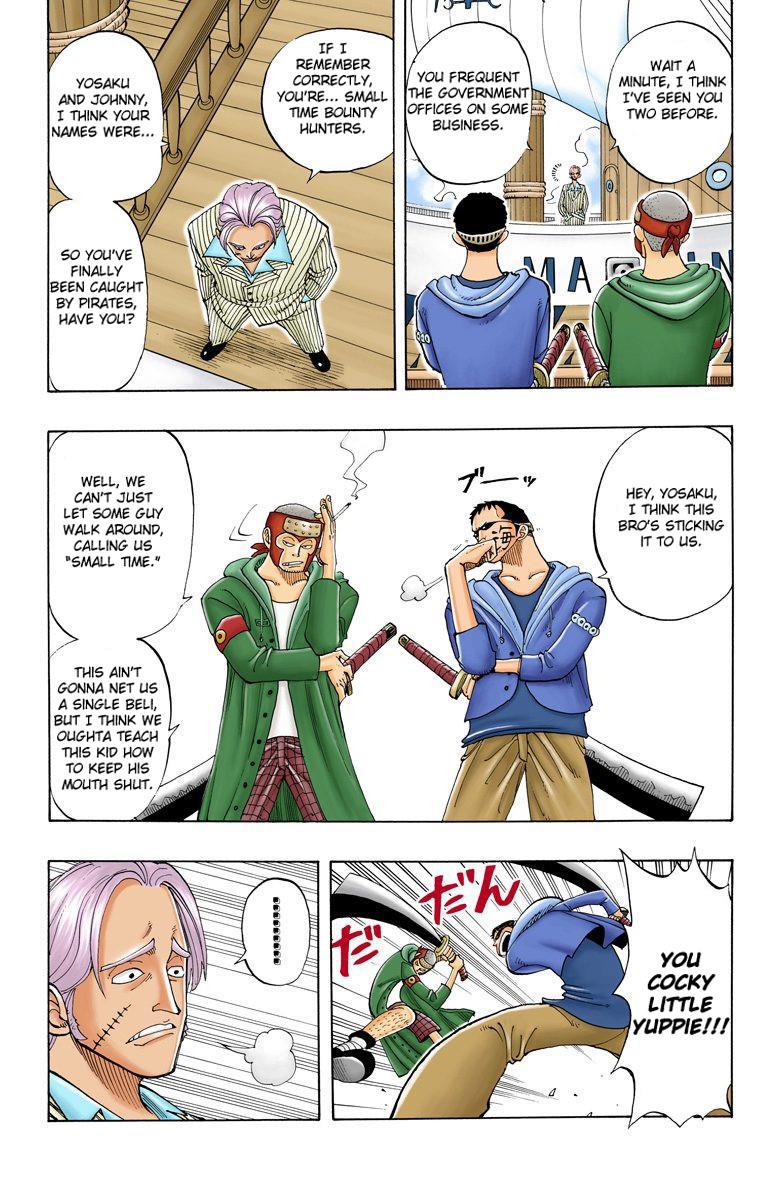 WAIT A
MINUTE, I THINK
I'VE SEEN YOU
TWO BEFORE.
YOU FREQUENT
THE GOVERNMENT
OFFICES ON SOME
BUSINESS.
MA
IN
IF I
REMEMBER
CORRECTLY,
YOU'RE... SMALL
TIME BOUNTY
HUNTERS.
YOSAKU
AND JOHNNY,
I THINK YOUR
NAMES WERE...
SO YOU'VE
FINALLY
BEEN CAUGHT
BY PIRATES,
HAVE YOU?
HEY, YOSAKU,
I THINK THIS
BRO'S STICKING
IT TO US.
ブーッ
WELL, WE
CAN'T JUST
LET SOME GUY
WALK AROUND,
CALLING US
"SMALL TIME."
THIS AIN'T
GONNA NET US
A SINGLE BELI,
BUT I THINK WE
OUGHTA TEACH
THIS KID HOW
TO KEEP HIS
MOUTH SHUT.
YOU
COCKY
LITTLE
YUPPIE!!!
だんっ
だ